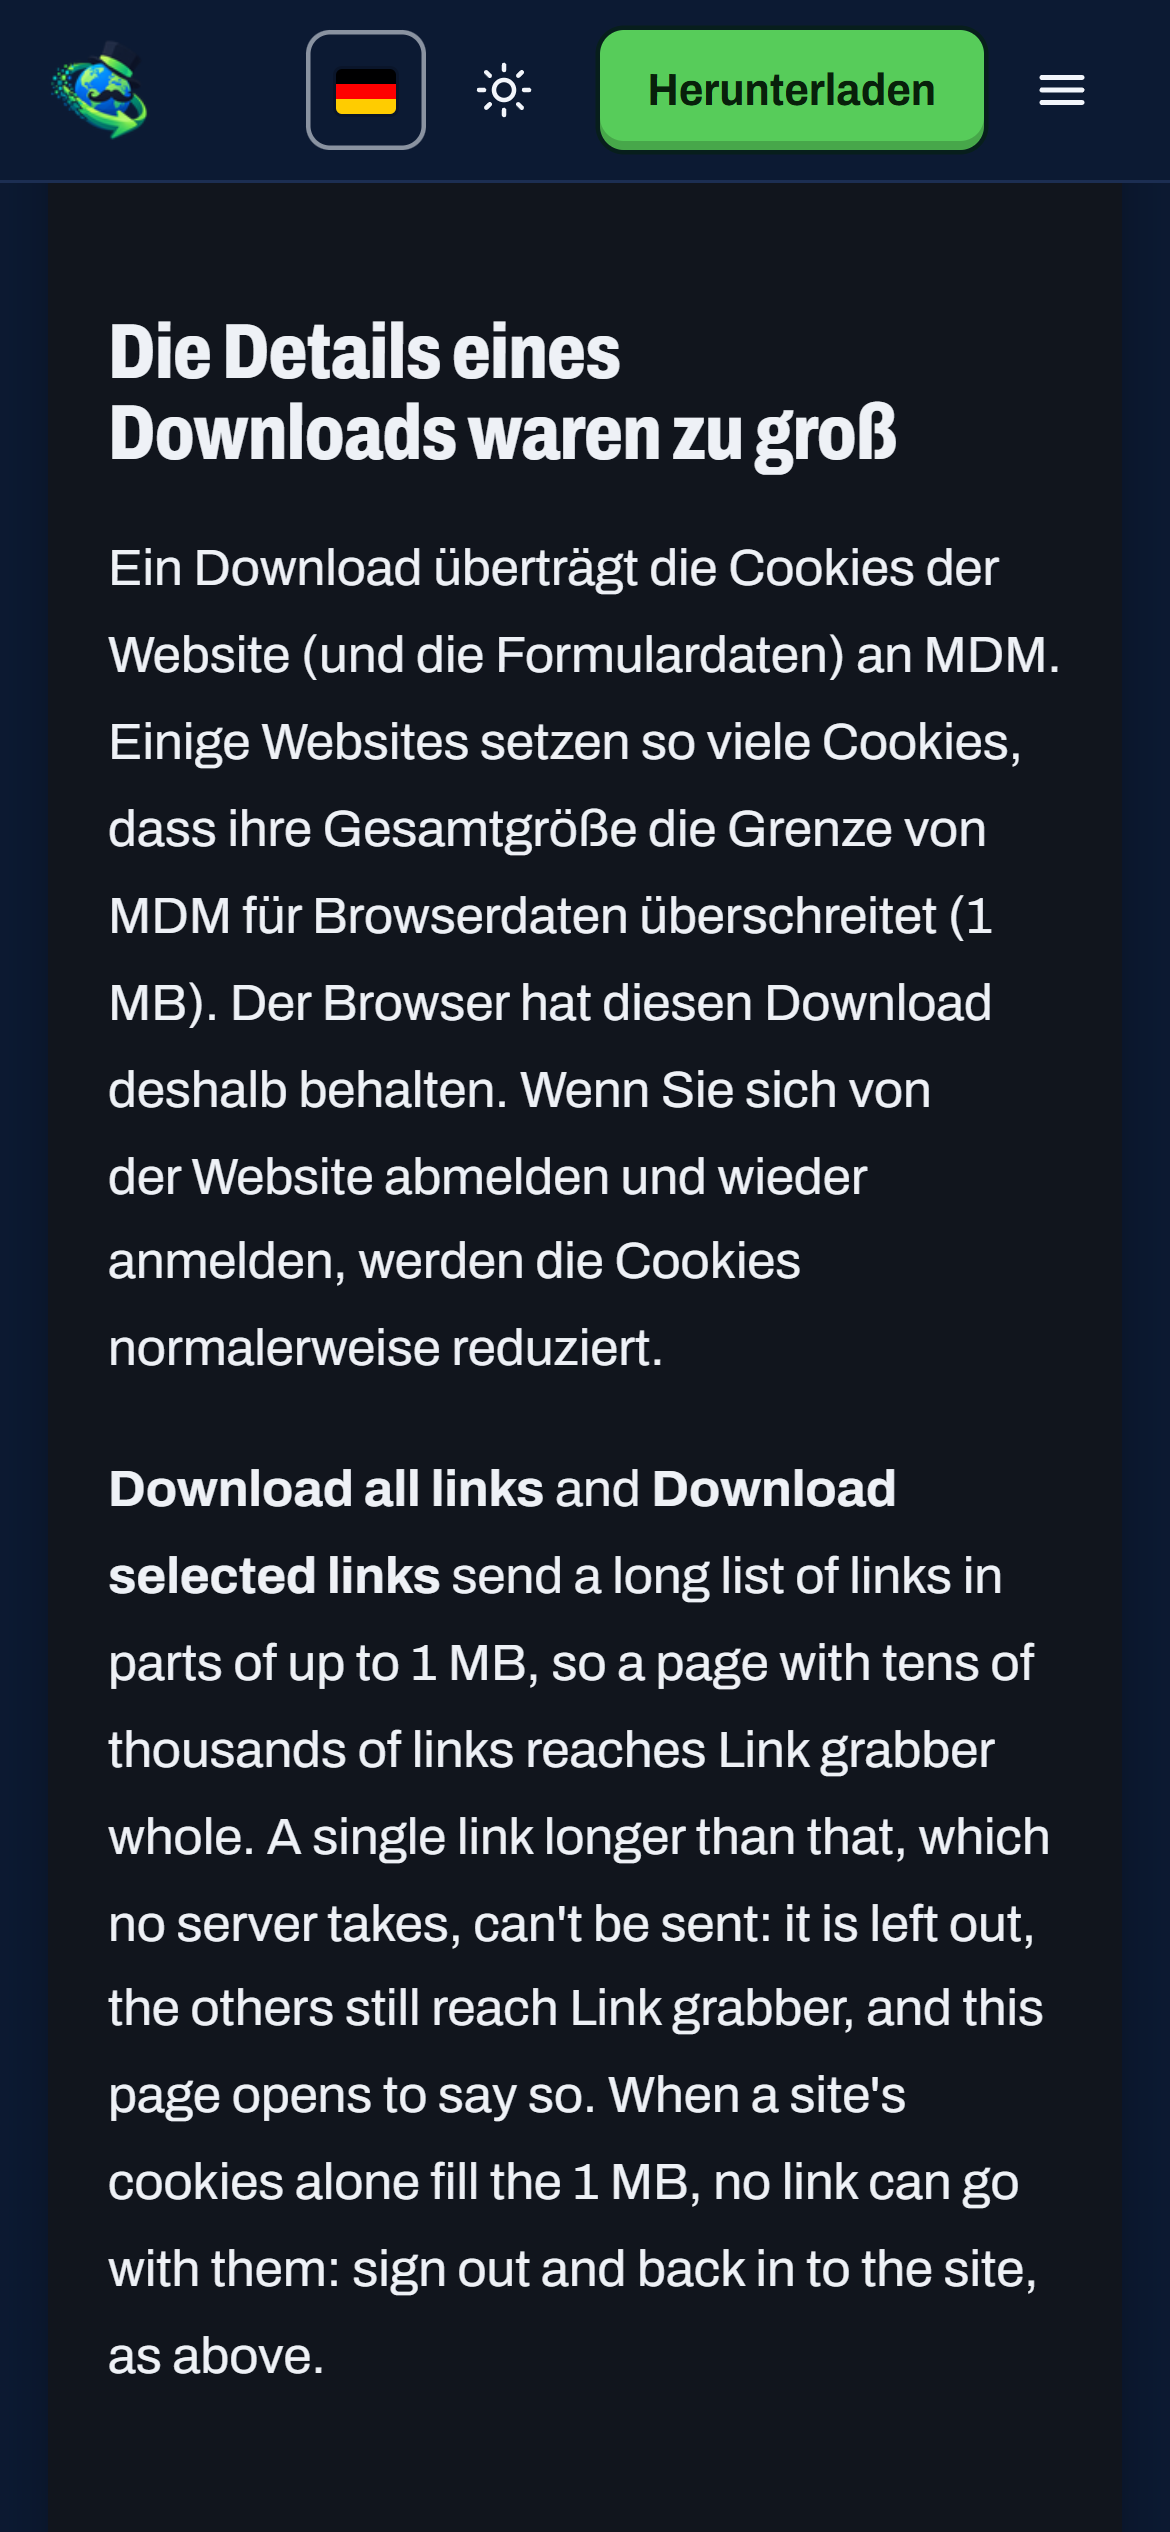 Herunterladen
Die Details eines
Downloads waren zu groß
Ein Download überträgt die Cookies der
Website (und die Formulardaten) an MDM.
Einige Websites setzen so viele Cookies,
dass ihre Gesamtgröße die Grenze von
MDM für Browserdaten überschreitet (1
MB). Der Browser hat diesen Download
deshalb behalten. Wenn Sie sich von
der Website abmelden und wieder
anmelden, werden die Cookies
normalerweise reduziert.
Download all links and Download
selected links send a long list of links in
parts of up to 1 MB, so a page with tens of
thousands of links reaches Link grabber
whole. A single link longer than that, which
no server takes, can't be sent: it is left out,
the others still reach Link grabber, and this
page opens to say so. When a site's
cookies alone fill the 1 MB, no link can go
with them: sign out and back in to the site,
as above.